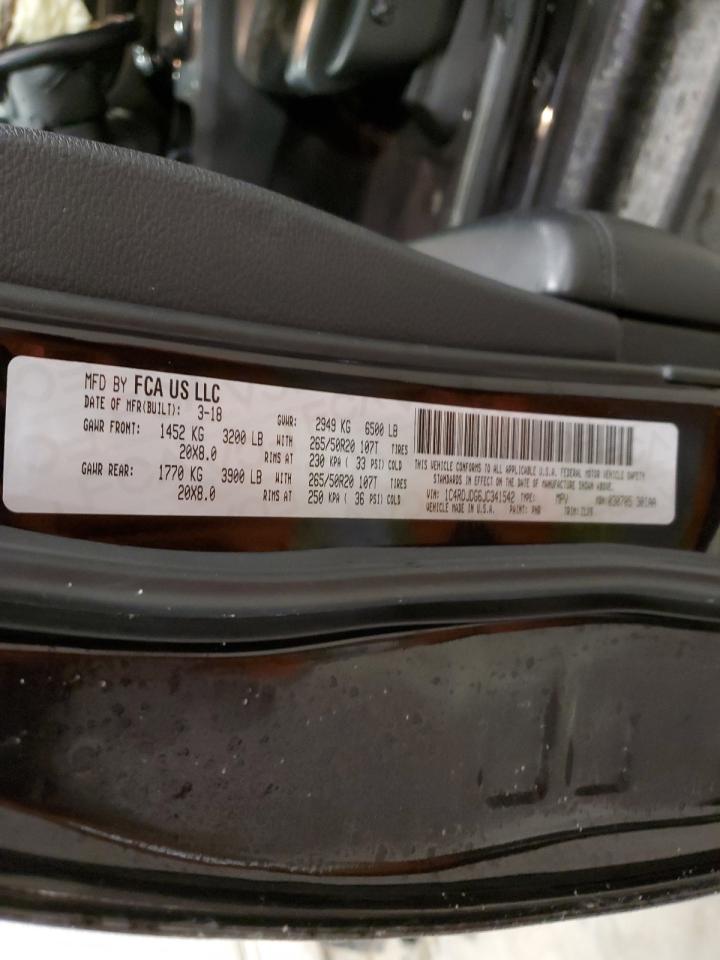 MFD BY FCA US LLC
DATE OF MFR(BUILT): 3-18 GVWR: 2949 KG 6500 LB
GAWR FRONT: 1452 KG 3200 LB WITH 265/50R20 107T TIRES
20X8.0 RIMS AT 230 KPA ( 33 PSI) COLD
GAWR REAR: 1770 KG 3900 LB WITH 265/50R20 107T TIRES
20X8.0 RIMS AT 250 KPA ( 36 PSI) COLD
THIS VEHICLE CONFORMS TO ALL APPLICABLE U.S.A. FEDERAL MOTOR VEHICLE SAFETY
STANDARDS IN EFFECT ON THE DATE OF MANUFACTURE SHOWN ABOVE.
VIN: 1C4RDJDG6JC341542 TYPE: MPV MDH:030705 301AA
VEHICLE MADE IN U.S.A. PAINT: TRIM: